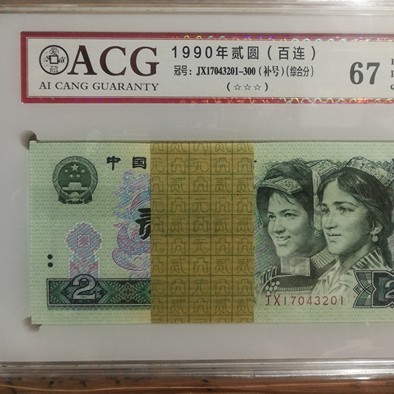 ACG
AI CANG GUARANTY
1990年贰圆（百连）
冠号：JX17043201-300（补号）（综合分）
（☆☆☆）
67
中国
贰
2
JX17043201
2